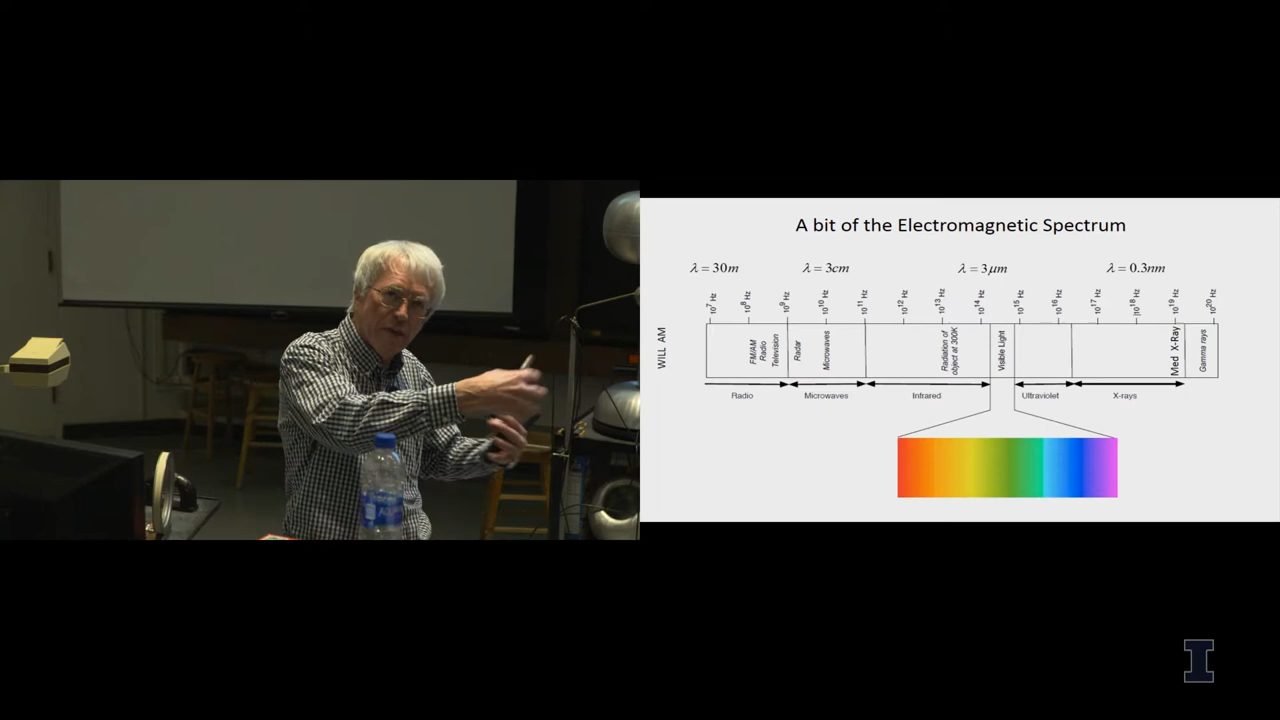 A bit of the Electromagnetic Spectrum
λ = 30m
λ = 3cm
λ = 3μm
λ = 0.3nm
10⁷ Hz
10⁸ Hz
10⁹ Hz
10¹⁰ Hz
10¹¹ Hz
10¹² Hz
10¹³ Hz
10¹⁴ Hz
10¹⁵ Hz
10¹⁶ Hz
10¹⁷ Hz
10¹⁸ Hz
10¹⁹ Hz
10²⁰ Hz
WILL AM
FM/AM
Radio
Television
Radar
Microwaves
Radiation of
object at 300K
Visible Light
Med X-Ray
Gamma rays
Radio
Microwaves
Infrared
Ultraviolet
X-rays
I